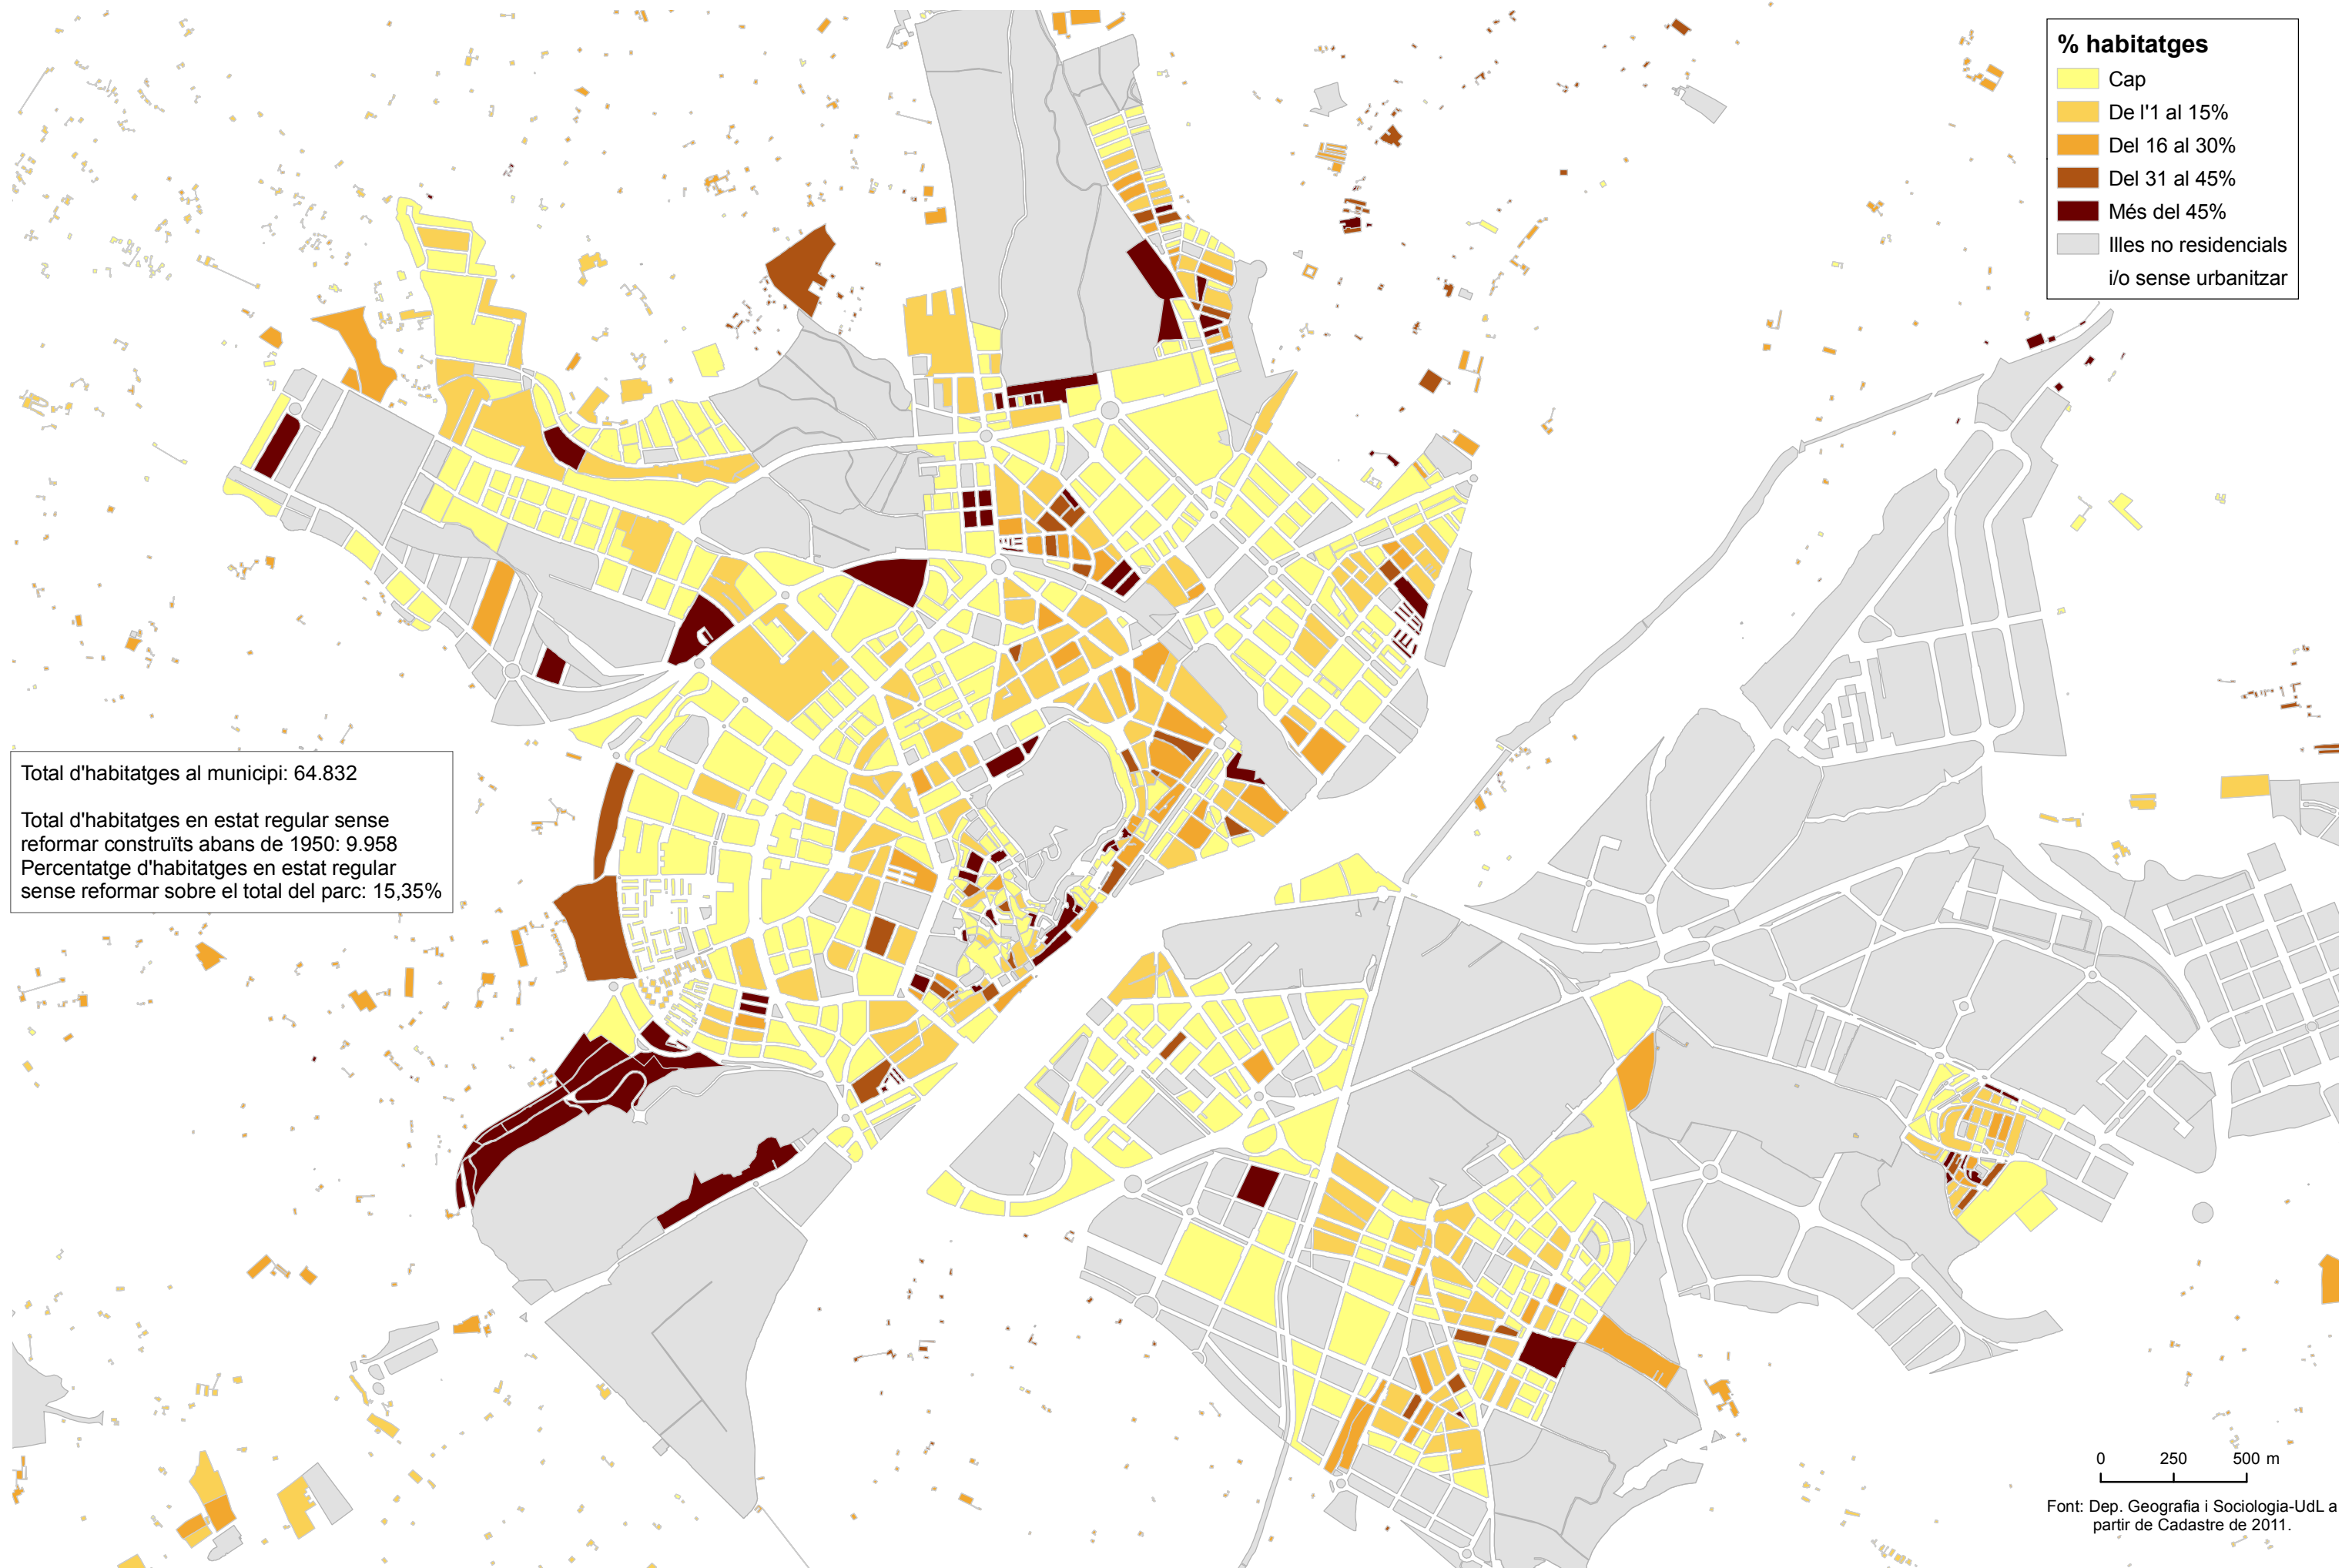 % habitatges
Cap
De l'1 al 15%
Del 16 al 30%
Del 31 al 45%
Més del 45%
Illes no residencials
i/o sense urbanitzar
Total d'habitatges al municipi: 64.832
Total d'habitatges en estat regular sense
reformar construïts abans de 1950: 9.958
Percentatge d'habitatges en estat regular
sense reformar sobre el total del parc: 15,35%
0 250 500 m
Font: Dep. Geografia i Sociologia-UdL a
partir de Cadastre de 2011.